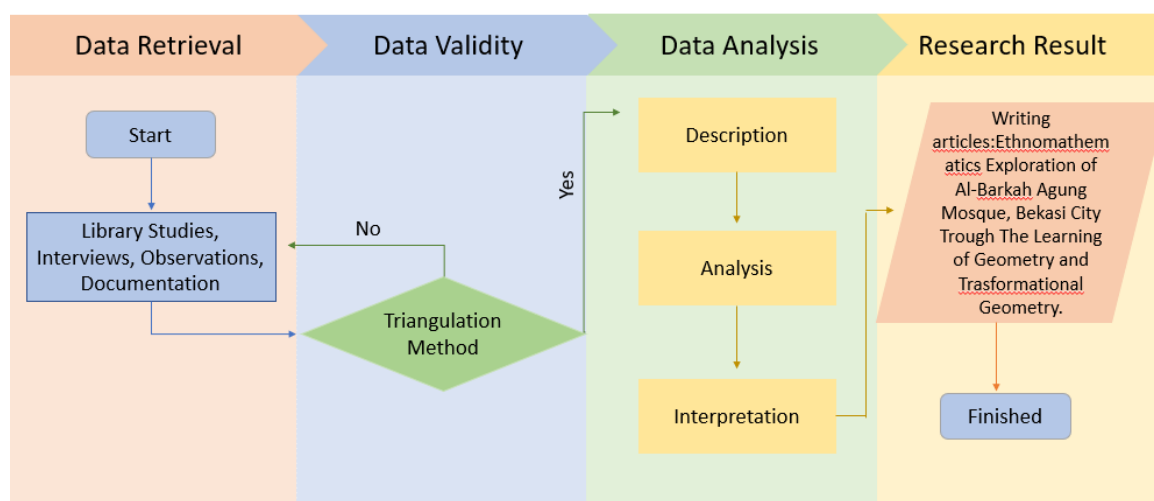 Data Retrieval
Data Validity
Data Analysis
Research Result
Start
Library Studies,
Interviews, Observations,
Documentation
No
Triangulation
Method
Yes
Description
Analysis
Interpretation
Writing
articles:Ethnomathem
atics Exploration of
Al-Barkah Agung
Mosque, Bekasi City
Trough The Learning
of Geometry and
Trasformational
Geometry.
Finished